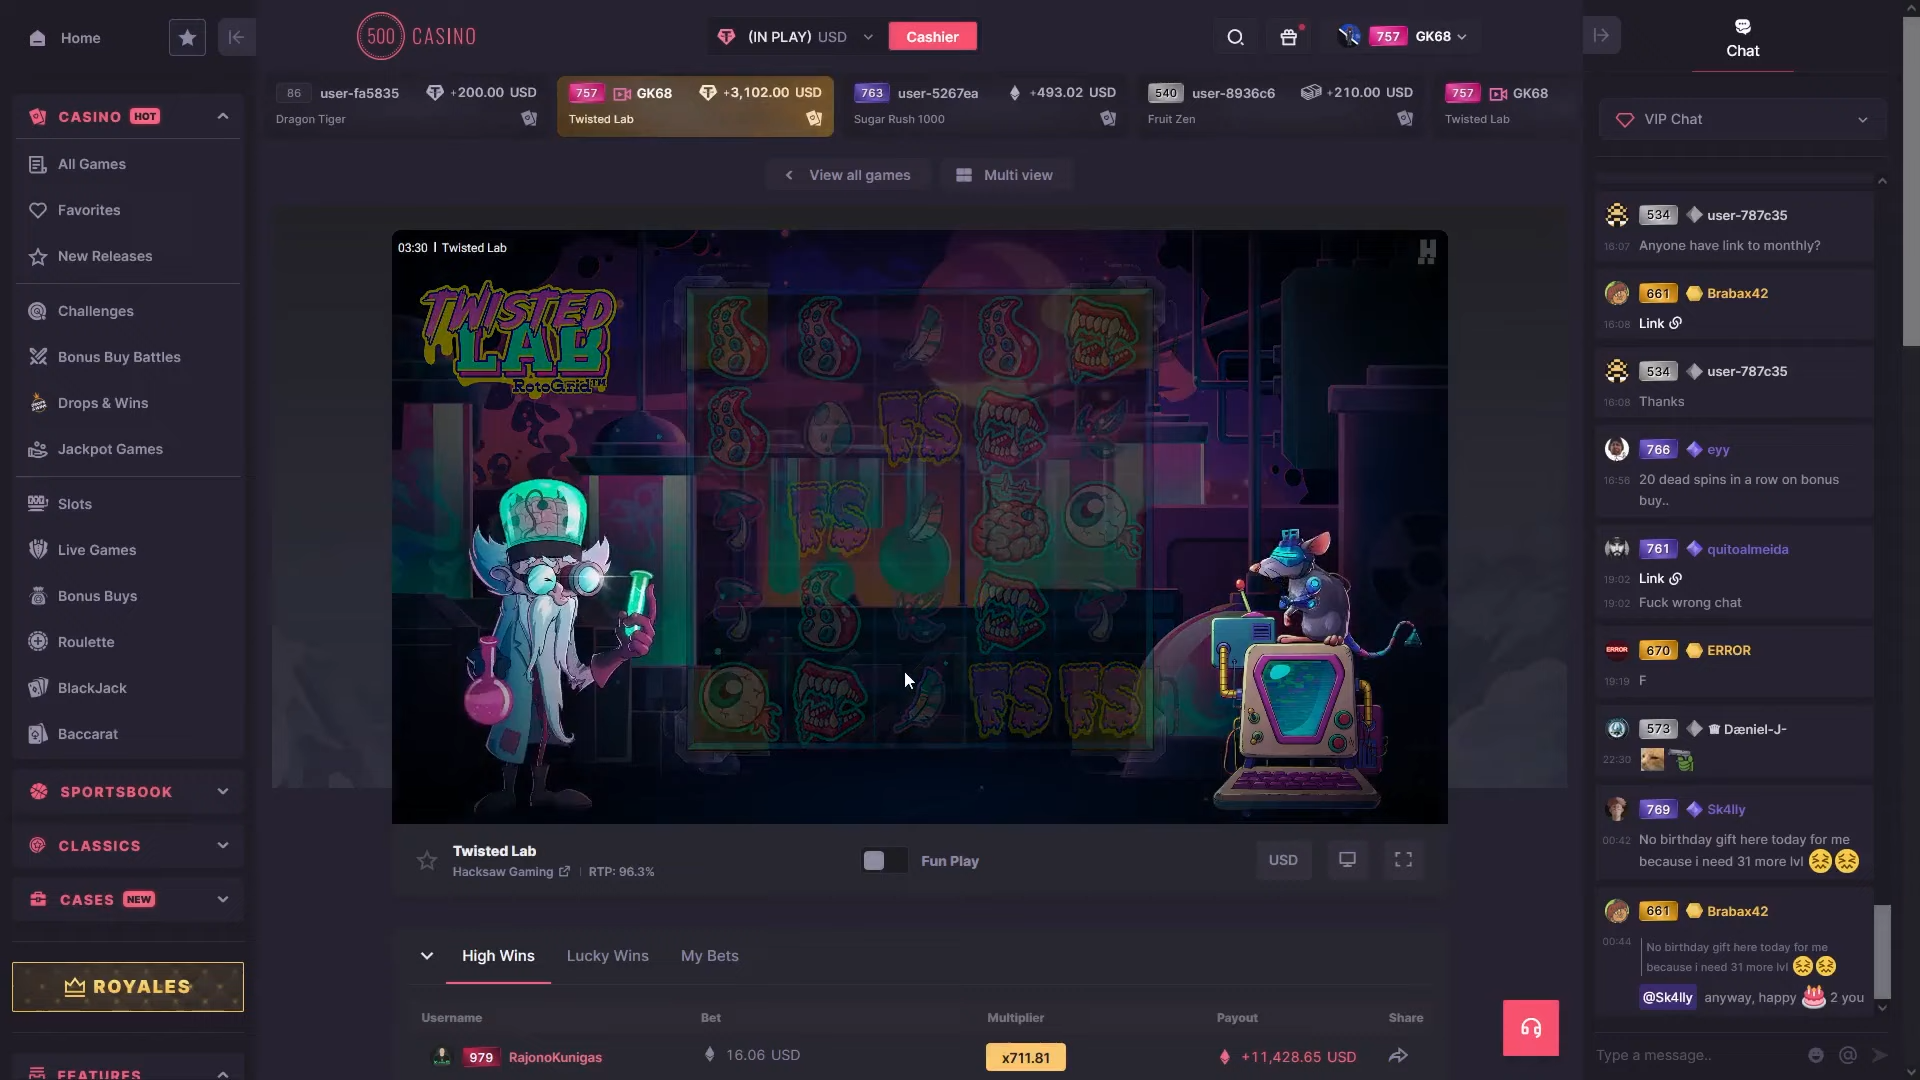 Home
500 CASINO
(IN PLAY) USD
Cashier
757 GK68
Chat
86 user-fa5835 +200.00 USD
Dragon Tiger
757 GK68 +3,102.00 USD
Twisted Lab
763 user-5267ea +493.02 USD
Sugar Rush 1000
540 user-8936c6 +210.00 USD
Fruit Zen
757 GK68
Twisted Lab
View all games
Multi view
CASINO HOT
All Games
Favorites
New Releases
Challenges
Bonus Buy Battles
Drops & Wins
Jackpot Games
Slots
Live Games
Bonus Buys
Roulette
BlackJack
Baccarat
SPORTSBOOK
CLASSICS
CASES NEW
ROYALES
FEATURES
03:30 | Twisted Lab
TWISTED
LAB
RotoGrid™
FS
FS
FS FS
Twisted Lab
Hacksaw Gaming | RTP: 96.3%
Fun Play
USD
High Wins
Lucky Wins
My Bets
Username Bet Multiplier Payout Share
979 RajonoKunigas 16.06 USD x711.81 +11,428.65 USD
VIP Chat
534 user-787c35
16:07 Anyone have link to monthly?
661 Brabax42
16:08 Link
534 user-787c35
16:08 Thanks
766 eyy
16:56 20 dead spins in a row on bonus
buy..
761 quitoalmeida
19:02 Link
19:02 Fuck wrong chat
ERROR 670 ERROR
19:19 F
573 ♛ Dæniel-J-
22:30
769 Sk4lly
00:42 No birthday gift here today for me
because i need 31 more lvl 😖😖
661 Brabax42
00:44 No birthday gift here today for me
because i need 31 more lvl 😖😖
@Sk4lly anyway, happy 🎂 2 you
Type a message..